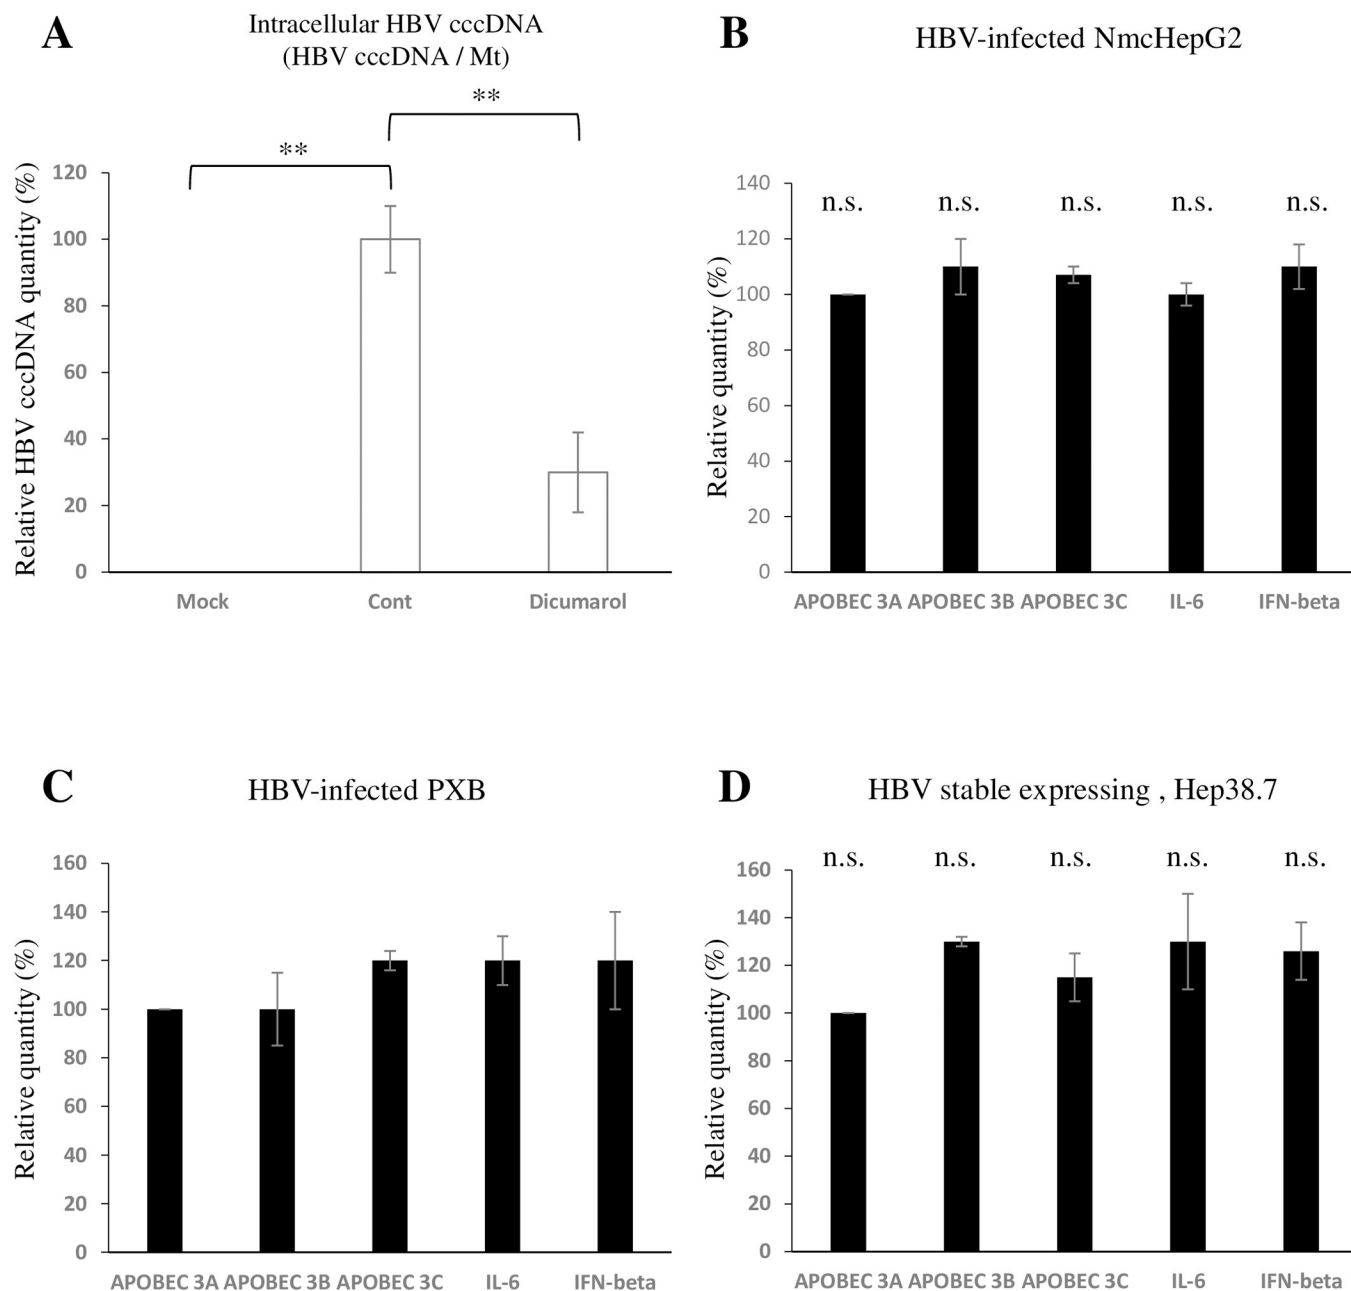 A
Intracellular HBV cccDNA
(HBV cccDNA / Mt)
**
**
Relative HBV cccDNA quantity (%)
120
100
80
60
40
20
0
Mock Cont Dicumarol
B
HBV-infected NmcHepG2
n.s. n.s. n.s. n.s. n.s.
Relative quantity (%)
140
120
100
80
60
40
20
0
APOBEC 3A APOBEC 3B APOBEC 3C IL-6 IFN-beta
C
HBV-infected PXB
Relative quantity (%)
160
140
120
100
80
60
40
20
0
APOBEC 3A APOBEC 3B APOBEC 3C IL-6 IFN-beta
D
HBV stable expressing , Hep38.7
n.s. n.s. n.s. n.s. n.s.
Relative quantity (%)
160
140
120
100
80
60
40
20
0
APOBEC 3A APOBEC 3B APOBEC 3C IL-6 IFN-beta